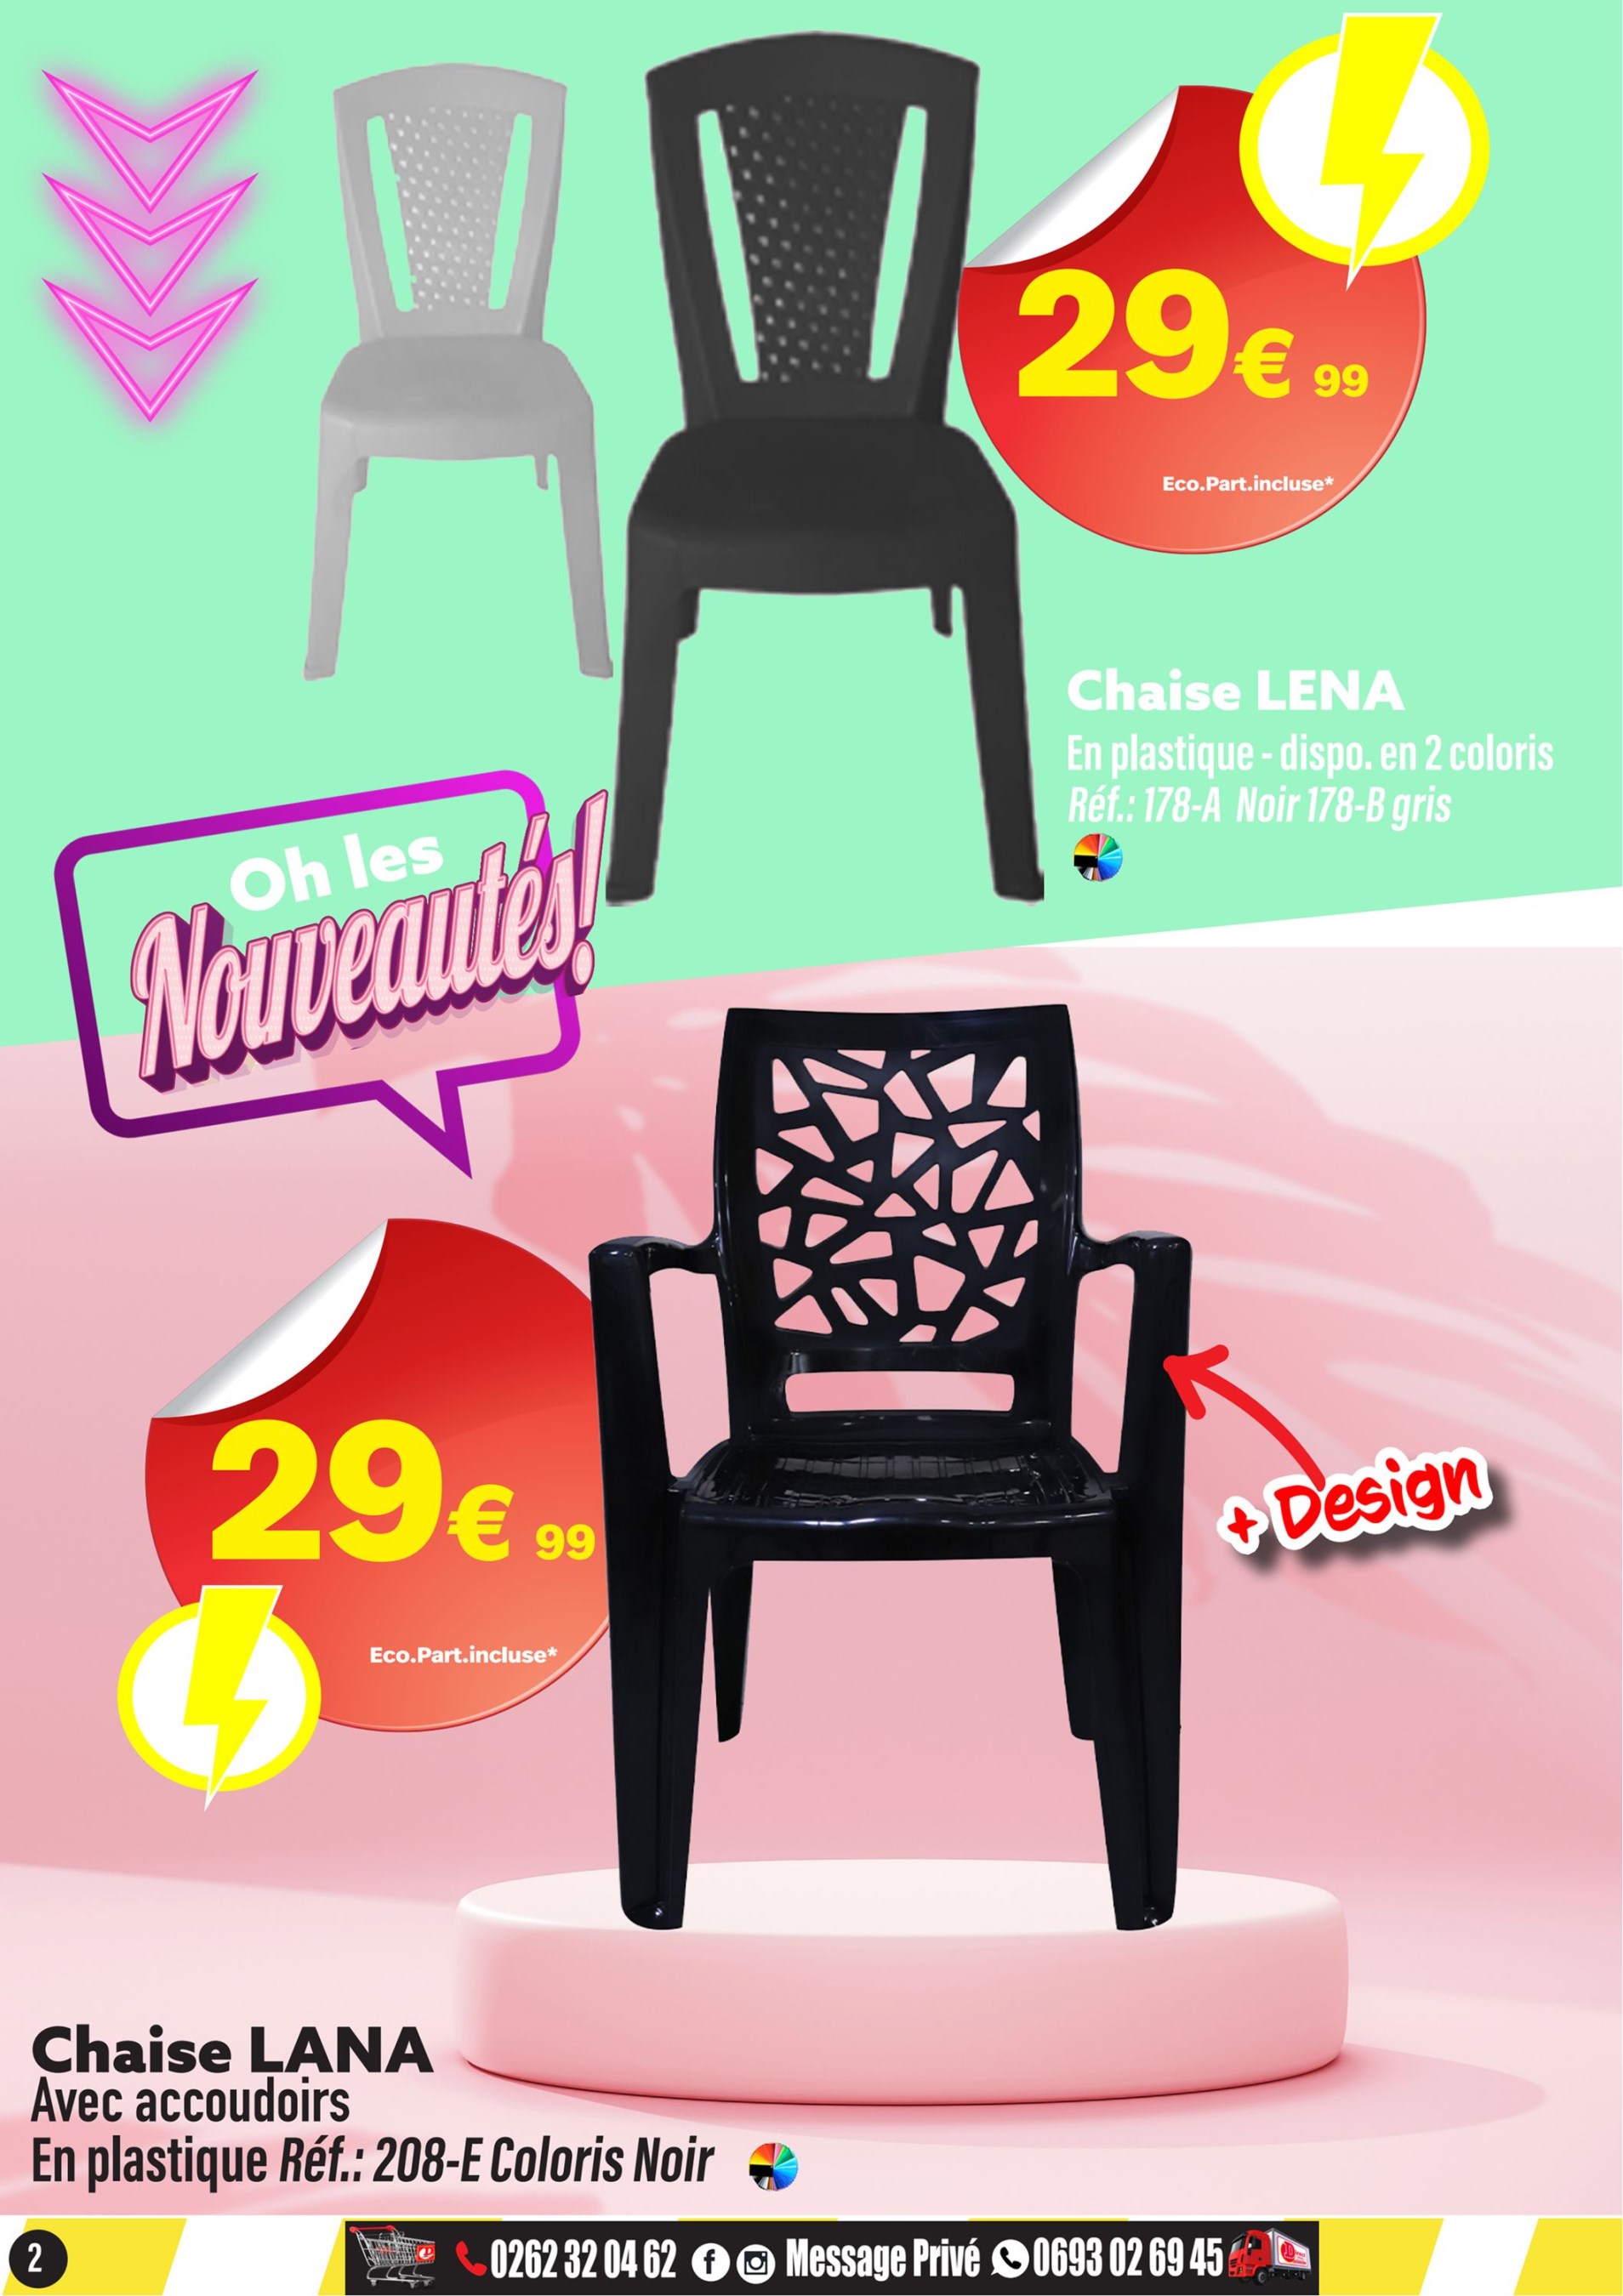 29€ 99
Eco.Part.incluse*
Chaise LENA
En plastique - dispo. en 2 coloris
Réf.: 178-A Noir 178-B gris
Oh les
Nouveautés!
29€ 99
Eco.Part.incluse*
+ Design
Chaise LANA
Avec accoudoirs
En plastique Réf.: 208-E Coloris Noir
2
0262 32 04 62 Message Privé 0693 02 69 45